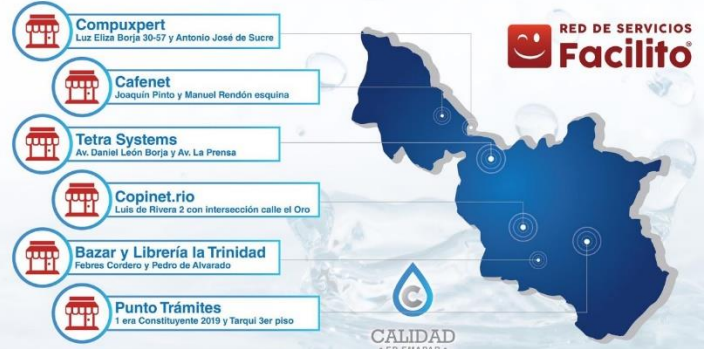 Compuxpert
Luz Eliza Borja 30-57 y Antonio José de Sucre
RED DE SERVICIOS
Facilito®
Cafenet
Joaquín Pinto y Manuel Rendón esquina
Tetra Systems
Av. Daniel León Borja y Av. La Prensa
Copinet.rio
Luis de Rivera 2 con intersección calle el Oro
Bazar y Librería la Trinidad
Febres Cordero y Pedro de Alvarado
Punto Trámites
1 era Constituyente 2019 y Tarqui 3er piso
CALIDAD